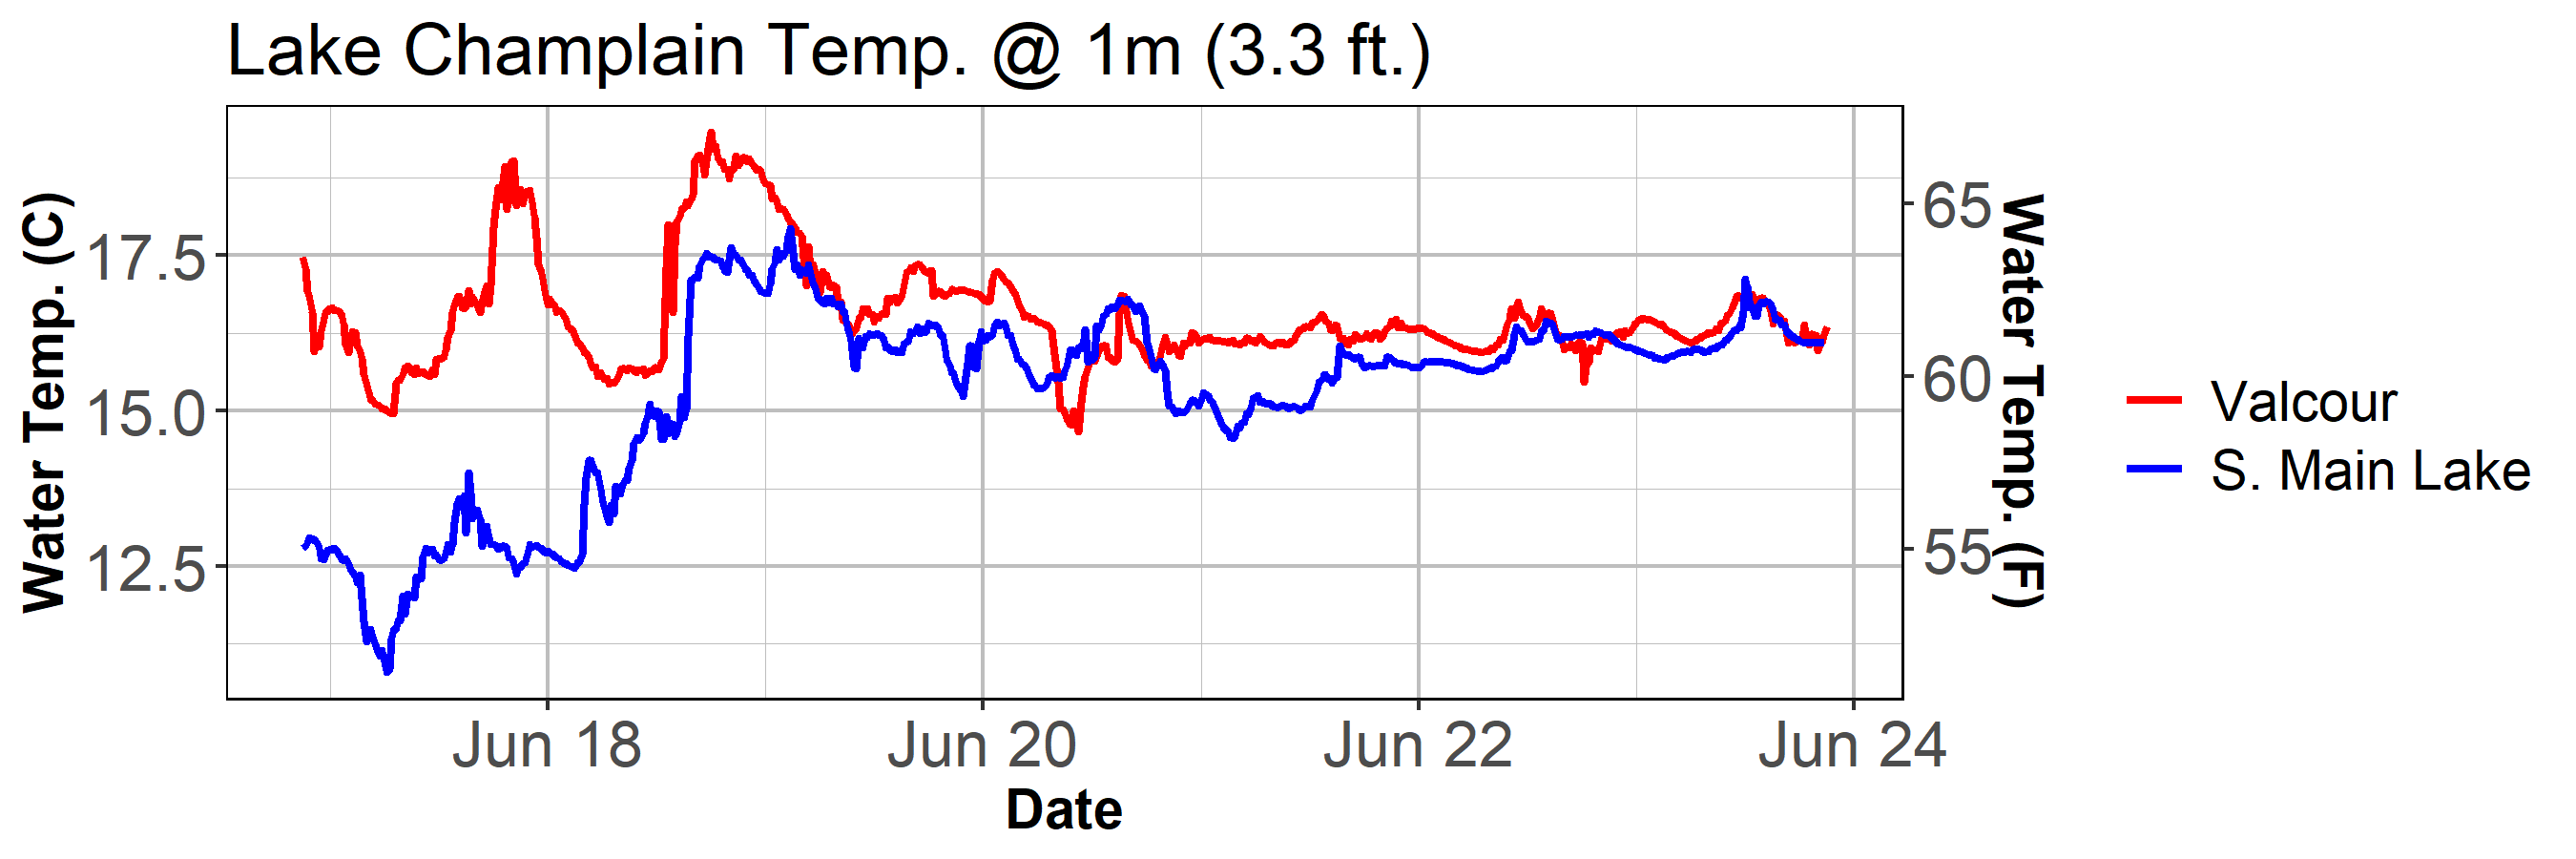 Lake Champlain Temp. @ 1m (3.3 ft.)
Water Temp. (C)
17.5
15.0
12.5
65
60
55
Water Temp. (F)
Jun 18
Jun 20
Jun 22
Jun 24
Date
Valcour
S. Main Lake